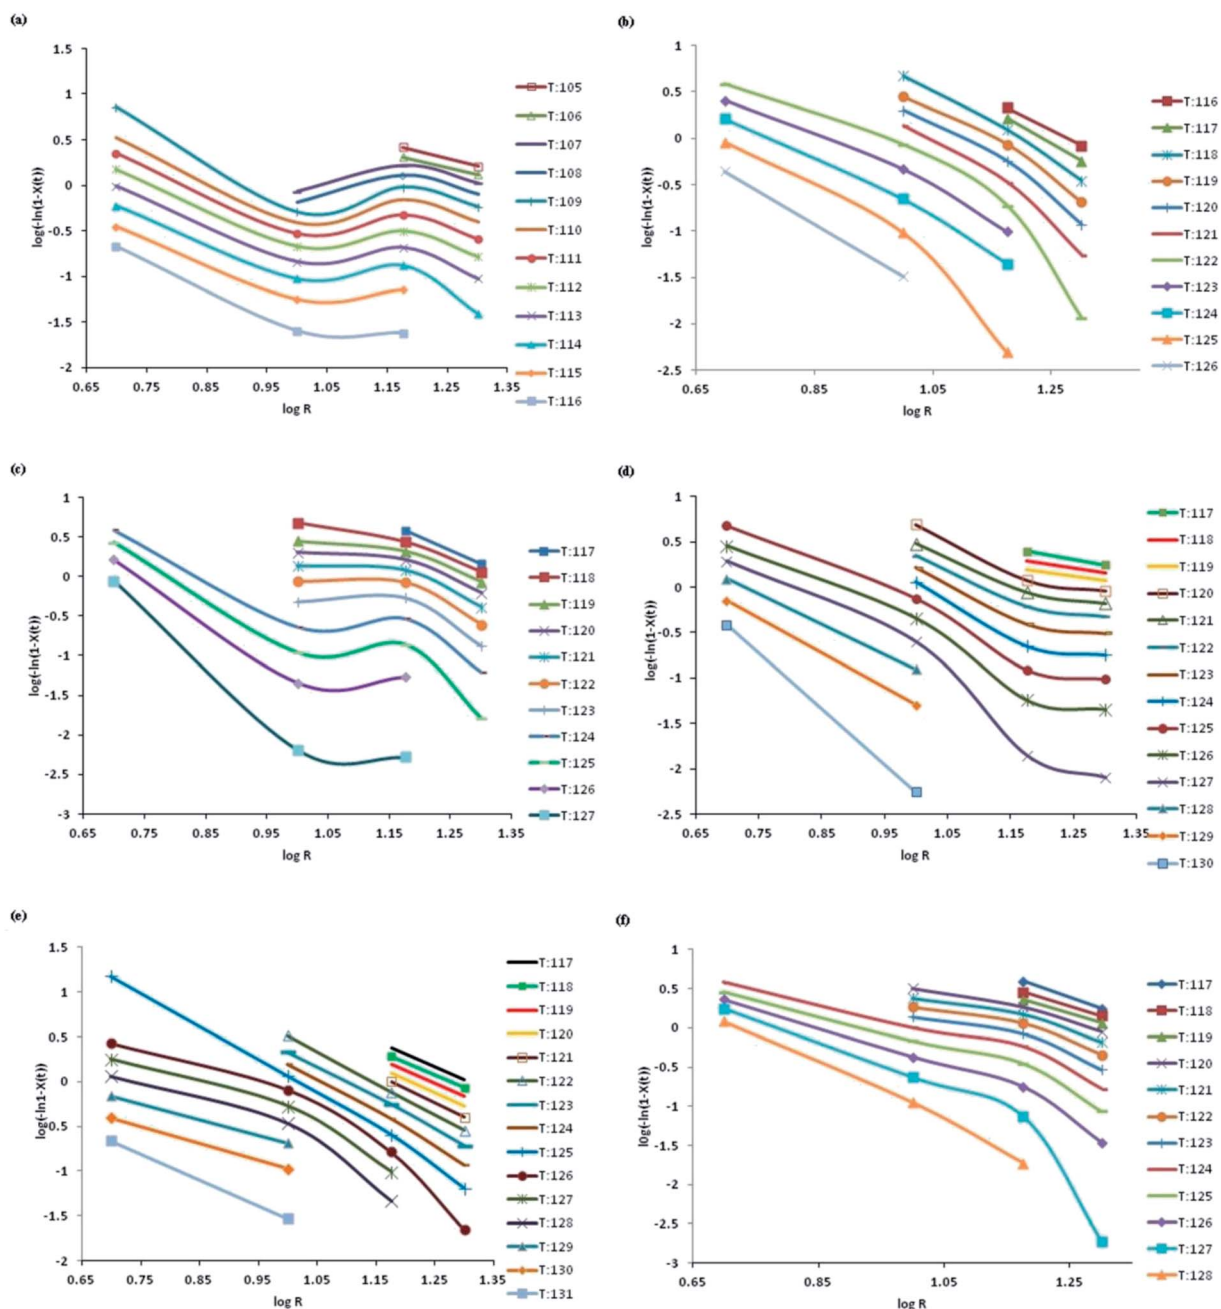 (a)
log(-ln(1-X(t))
1.5
1
0.5
0
-0.5
-1
-1.5
-2
0.65 0.75 0.85 0.95 1.05 1.15 1.25 1.35
log R
T:105
T:106
T:107
T:108
T:109
T:110
T:111
T:112
T:113
T:114
T:115
T:116
(b)
log(-ln(1-X(t))
1
0.5
0
-0.5
-1
-1.5
-2
-2.5
0.65 0.85 1.05 1.25
log R
T:116
T:117
T:118
T:119
T:120
T:121
T:122
T:123
T:124
T:125
T:126
(c)
log(-ln(1-X(t))
1
0.5
0
-0.5
-1
-1.5
-2
-2.5
-3
0.65 0.75 0.85 0.95 1.05 1.15 1.25 1.35
log R
T:117
T:118
T:119
T:120
T:121
T:122
T:123
T:124
T:125
T:126
T:127
(d)
log(-ln(1-X(t))
1
0.5
0
-0.5
-1
-1.5
-2
-2.5
0.65 0.75 0.85 0.95 1.05 1.15 1.25 1.35
log R
T:117
T:118
T:119
T:120
T:121
T:122
T:123
T:124
T:125
T:126
T:127
T:128
T:129
T:130
(e)
log(-ln1-X(t))
1.5
1
0.5
0
-0.5
-1
-1.5
-2
0.65 0.75 0.85 0.95 1.05 1.15 1.25 1.35
log R
T:117
T:118
T:119
T:120
T:121
T:122
T:123
T:124
T:125
T:126
T:127
T:128
T:129
T:130
T:131
(f)
l0g(-ln(1-X(t))
1
0.5
0
-0.5
-1
-1.5
-2
-2.5
-3
0.65 0.85 1.05 1.25
log R
T:117
T:118
T:119
T:120
T:121
T:122
T:123
T:124
T:125
T:126
T:127
T:128